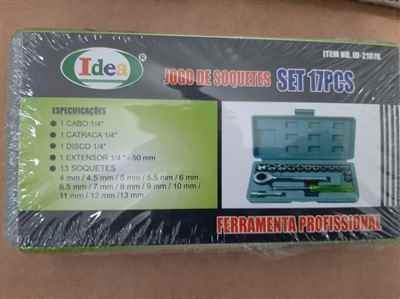 ITEM NO.
Idea ®
JOGO DE SOQUETES SET 17PCS
ESPECIFICAÇÕES
● 1 CABO 1/4"
● 1 CATRACA 1/4"
● 1 DISCO 1/4"
● 1 EXTENSOR 1/4" - 50 mm
● 13 SOQUETES
4 mm / 4.5 mm / 5 mm / 5.5 mm / 6 mm
6.5 mm / 7 mm / 8 mm / 9 mm / 10 mm /
11 mm / 12 mm /13 mm
FERRAMENTA PROFISSIONAL